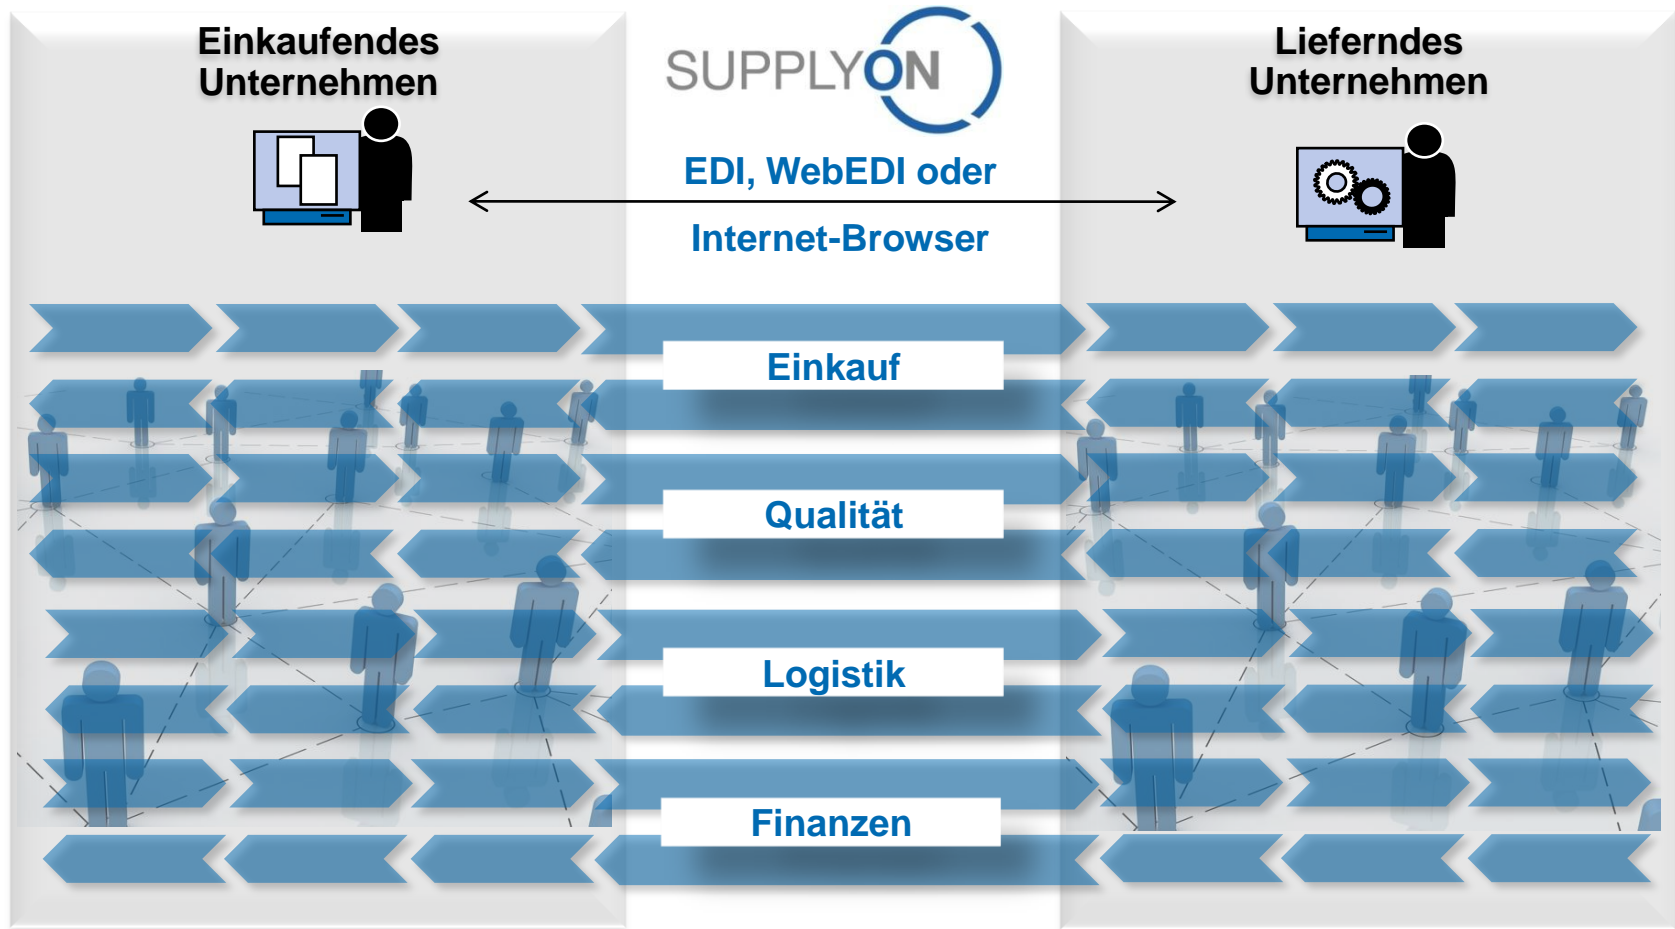 Einkaufendes
Unternehmen
SUPPLYON
Lieferndes
Unternehmen
EDI, WebEDI oder
Internet-Browser
Einkauf
Qualität
Logistik
Finanzen